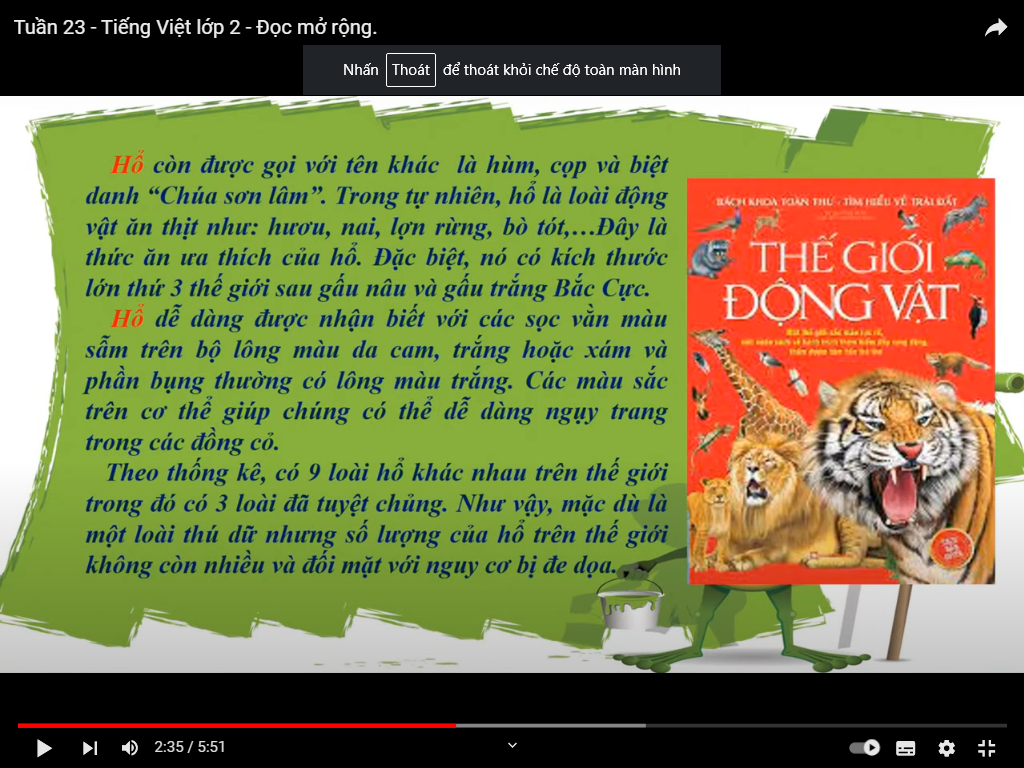 Tuần 23 - Tiếng Việt lớp 2 - Đọc mở rộng.
Nhấn Thoát để thoát khỏi chế độ toàn màn hình
Hổ còn được gọi với tên khác là hùm, cọp và biệt
danh “Chúa sơn lâm”. Trong tự nhiên, hổ là loài động
vật ăn thịt như: hươu, nai, lợn rừng, bò tót,…Đây là
thức ăn ưa thích của hổ. Đặc biệt, nó có kích thước
lớn thứ 3 thế giới sau gấu nâu và gấu trắng Bắc Cực.
Hổ dễ dàng được nhận biết với các sọc vằn màu
sẫm trên bộ lông màu da cam, trắng hoặc xám và
phần bụng thường có lông màu trắng. Các màu sắc
trên cơ thể giúp chúng có thể dễ dàng ngụy trang
trong các đồng cỏ.
Theo thống kê, có 9 loài hổ khác nhau trên thế giới
trong đó có 3 loài đã tuyệt chủng. Như vậy, mặc dù là
một loài thú dữ nhưng số lượng của hổ trên thế giới
không còn nhiều và đối mặt với nguy cơ bị đe dọa.
BÁCH KHOA TOÀN THƯ - TÌM HIỂU VỀ TRÁI ĐẤT
THẾ GIỚI
ĐỘNG VẬT
2:35 / 5:51